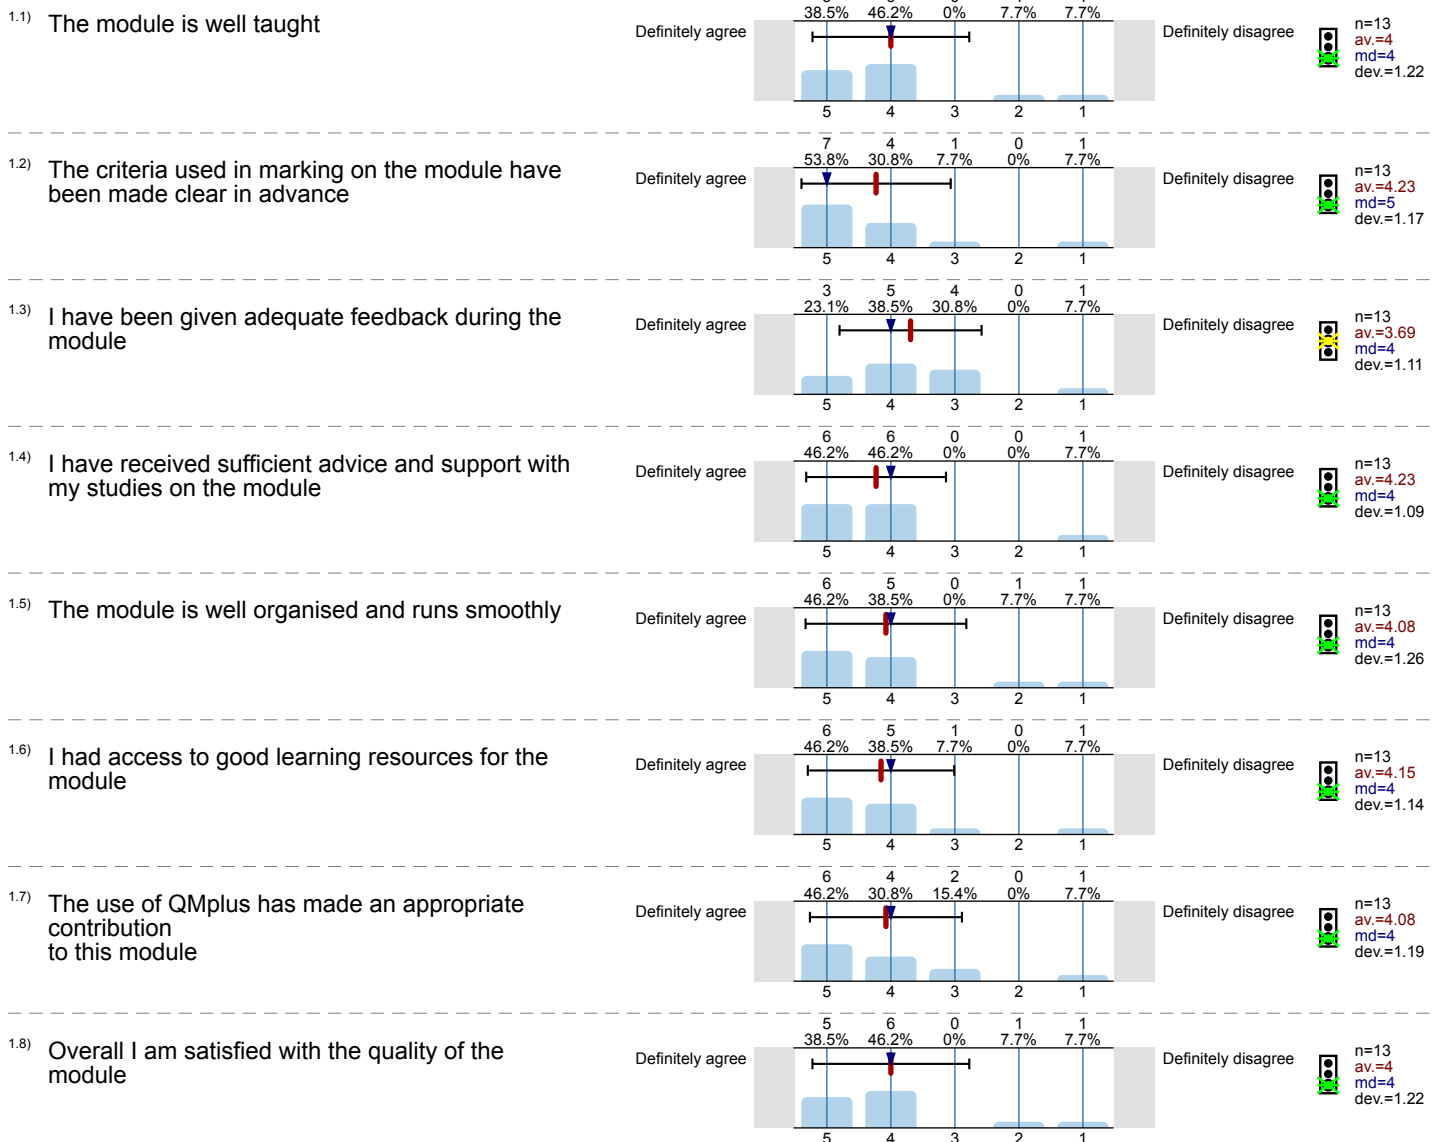 38.5% 46.2% 0% 7.7% 7.7%
1.1) The module is well taught
Definitely agree
Definitely disagree
n=13
av.=4
md=4
dev.=1.22
5 4 3 2 1
7 4 1 0 1
53.8% 30.8% 7.7% 0% 7.7%
1.2) The criteria used in marking on the module have
been made clear in advance
Definitely agree
Definitely disagree
n=13
av.=4.23
md=5
dev.=1.17
5 4 3 2 1
3 5 4 0 1
23.1% 38.5% 30.8% 0% 7.7%
1.3) I have been given adequate feedback during the
module
Definitely agree
Definitely disagree
n=13
av.=3.69
md=4
dev.=1.11
5 4 3 2 1
6 6 0 0 1
46.2% 46.2% 0% 0% 7.7%
1.4) I have received sufficient advice and support with
my studies on the module
Definitely agree
Definitely disagree
n=13
av.=4.23
md=4
dev.=1.09
5 4 3 2 1
6 5 0 1 1
46.2% 38.5% 0% 7.7% 7.7%
1.5) The module is well organised and runs smoothly
Definitely agree
Definitely disagree
n=13
av.=4.08
md=4
dev.=1.26
5 4 3 2 1
6 5 1 0 1
46.2% 38.5% 7.7% 0% 7.7%
1.6) I had access to good learning resources for the
module
Definitely agree
Definitely disagree
n=13
av.=4.15
md=4
dev.=1.14
5 4 3 2 1
6 4 2 0 1
46.2% 30.8% 15.4% 0% 7.7%
1.7) The use of QMplus has made an appropriate
contribution
to this module
Definitely agree
Definitely disagree
n=13
av.=4.08
md=4
dev.=1.19
5 4 3 2 1
5 6 0 1 1
38.5% 46.2% 0% 7.7% 7.7%
1.8) Overall I am satisfied with the quality of the
module
Definitely agree
Definitely disagree
n=13
av.=4
md=4
dev.=1.22
5 4 3 2 1